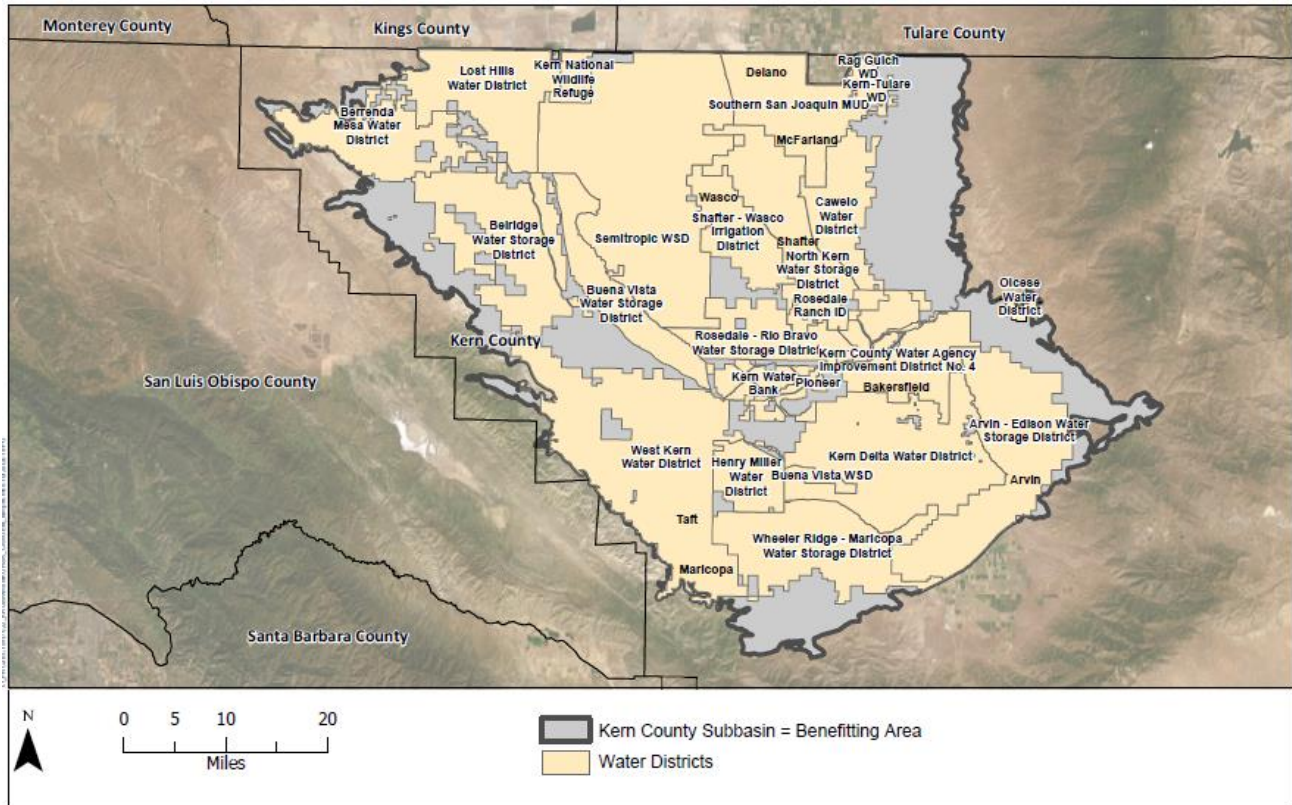 Monterey County
Kings County
Tulare County
Lost Hills
Water District
Kern National
Wildlife
Refuge
Delano
Rag Gulch
WD
Kern-Tulare
WD
Southern San Joaquin MUD
Berrenda
Mesa Water
District
McFarland
Wasco
Cawelo
Water
District
Shafter - Wasco
Irrigation
District
Belridge
Water Storage
District
Semitropic WSD
Shafter
North Kern
Water Storage
District
Olcese
Water
District
Buena Vista
Water Storage
District
Rosedale
Ranch ID
Kern County
Rosedale - Rio Bravo
Water Storage District
Kern County Water Agency
Improvement District No. 4
San Luis Obispo County
Kern Water
Bank
Pioneer
Bakersfield
Arvin - Edison Water
Storage District
West Kern
Water District
Henry Miller
Water
District
Kern Delta Water District
Buena Vista WSD
Arvin
Taft
Wheeler Ridge - Maricopa
Water Storage District
Maricopa
Santa Barbara County
N
0 5 10 20
Miles
Kern County Subbasin = Benefitting Area
Water Districts